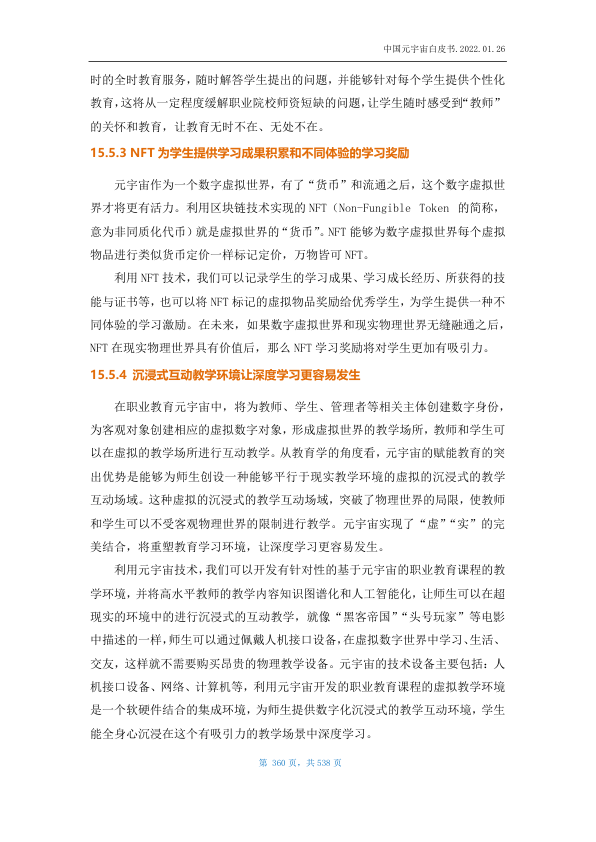 中国元宇宙白皮书.2022.01.26
时的全时教育服务，随时解答学生提出的问题，并能够针对每个学生提供个性化
教育，这将从一定程度缓解职业院校师资短缺的问题，让学生随时感受到“教师”
的关怀和教育，让教育无时不在、无处不在。
15.5.3 NFT 为学生提供学习成果积累和不同体验的学习奖励
元宇宙作为一个数字虚拟世界，有了“货币”和流通之后，这个数字虚拟世
界才将更有活力。利用区块链技术实现的 NFT（Non-Fungible Token 的简称，
意为非同质化代币）就是虚拟世界的“货币”。NFT 能够为数字虚拟世界每个虚拟
物品进行类似货币定价一样标记定价，万物皆可 NFT。
利用 NFT 技术，我们可以记录学生的学习成果、学习成长经历、所获得的技
能与证书等，也可以将 NFT 标记的虚拟物品奖励给优秀学生，为学生提供一种不
同体验的学习激励。在未来，如果数字虚拟世界和现实物理世界无缝融通之后，
NFT 在现实物理世界具有价值后，那么 NFT 学习奖励将对学生更加有吸引力。
15.5.4 沉浸式互动教学环境让深度学习更容易发生
在职业教育元宇宙中，将为教师、学生、管理者等相关主体创建数字身份，
为客观对象创建相应的虚拟数字对象，形成虚拟世界的教学场所，教师和学生可
以在虚拟的教学场所进行互动教学。从教育学的角度看，元宇宙的赋能教育的突
出优势是能够为师生创设一种能够平行于现实教学环境的虚拟的沉浸式的教学
互动场域。这种虚拟的沉浸式的教学互动场域，突破了物理世界的局限，使教师
和学生可以不受客观物理世界的限制进行教学。元宇宙实现了“虚”“实”的完
美结合，将重塑教育学习环境，让深度学习更容易发生。
利用元宇宙技术，我们可以开发有针对性的基于元宇宙的职业教育课程的教
学环境，并将高水平教师的教学内容知识图谱化和人工智能化，让师生可以在超
现实的环境中的进行沉浸式的互动教学，就像“黑客帝国”“头号玩家”等电影
中描述的一样，师生可以通过佩戴人机接口设备，在虚拟数字世界中学习、生活、
交友，这样就不需要购买昂贵的物理教学设备。元宇宙的技术设备主要包括：人
机接口设备、网络、计算机等，利用元宇宙开发的职业教育课程的虚拟教学环境
是一个软硬件结合的集成环境，为师生提供数字化沉浸式的教学互动环境，学生
能全身心沉浸在这个有吸引力的教学场景中深度学习。
第 360 页，共 538 页